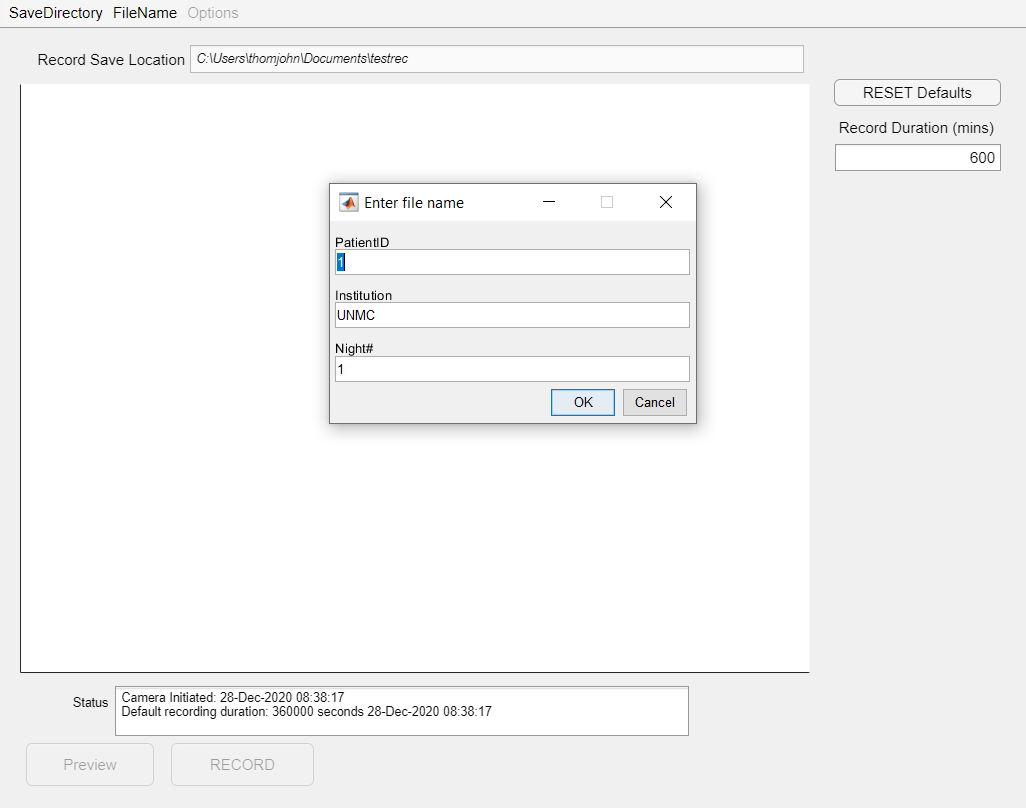 SaveDirectory FileName Options
Record Save Location C:\Users\thomjohn\Documents\testrec
RESET Defaults
Record Duration (mins)
600
Enter file name
PatientID
1
Institution
UNMC
Night#
1
OK Cancel
Status
Camera Initiated: 28-Dec-2020 08:38:17
Default recording duration: 360000 seconds 28-Dec-2020 08:38:17
Preview RECORD